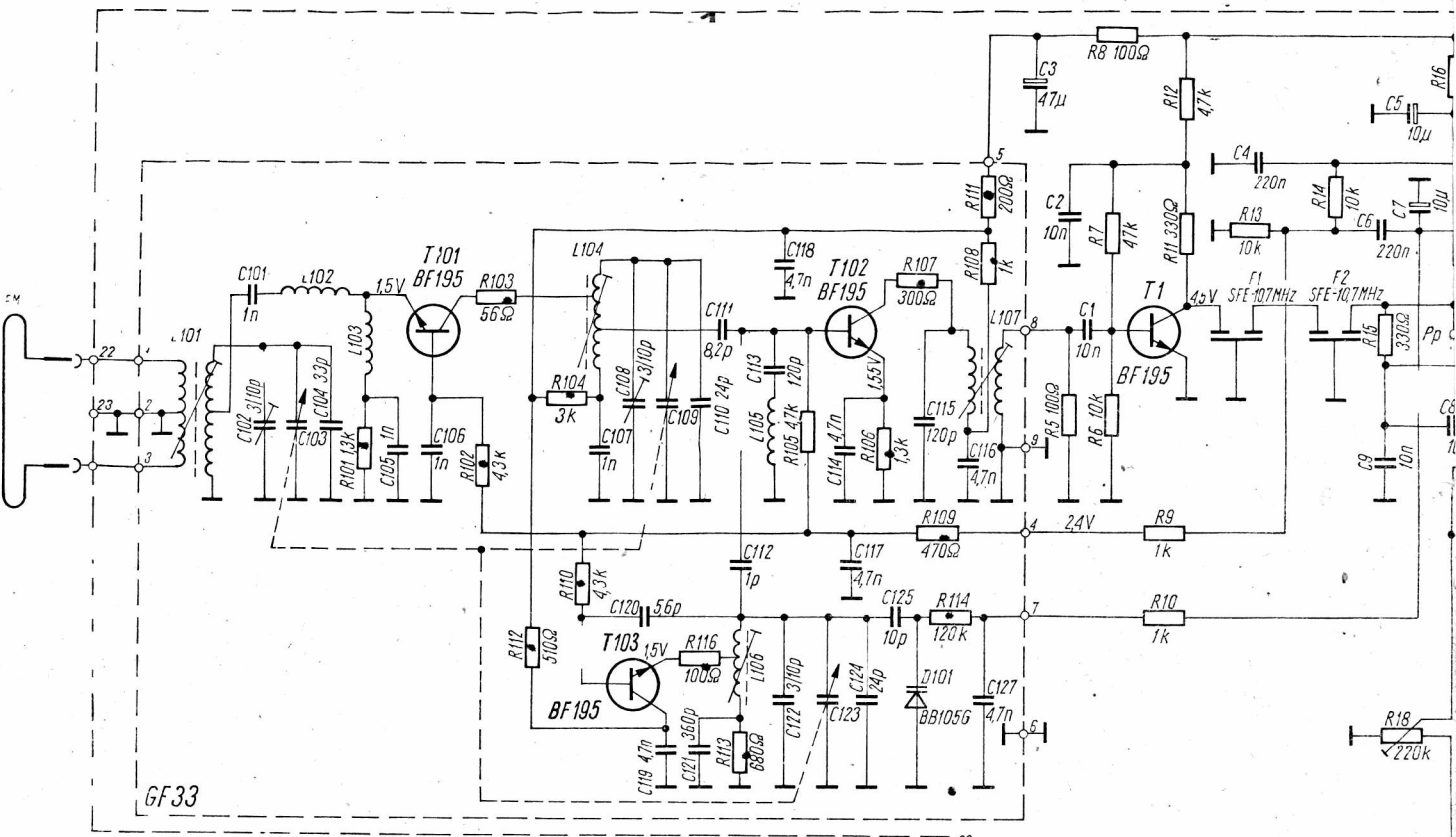 R8 100Ω
C3
47µ
R12
4,7k
R16
C5
10µ
5
C4
220n
R111
200Ω
R14
10k
C7
10µ
C2
10n
R7
47k
R11 330Ω
R13
10k
C6
220n
L104
C118
4,7n
R108
1k
T101
BF195
T102
BF195
R107
300Ω
C101
1n
L102
1,5V
R103
56Ω
T1
4,5V
F1
SFE-10,7MHz
F2
SFE-10,7MHz
L101
L103
C111
8,2p
L107
8
C1
10n
R15
330Ω
Pp
22
1
23
2
3
C102
3/10p
C103
C104 33p
R104
3k
C108
3/10p
C109
C110 24p
C113
120p
1,55V
BF195
R101 1,3k
C105
1n
C106
1n
R102
4,3k
C107
1n
L105
R105 4,7k
C114
4,7n
R106
1,3k
C115
120p
C116
4,7n
9
R5 100Ω
R6 10k
C9
10n
R109
470Ω
4
2,4V
R9
1k
R110
4,3k
C112
1p
C117
4,7n
C120
5,6p
C125
10p
R114
120k
7
R10
1k
R112
510Ω
T103
1,5V
R116
100Ω
L106
BF195
C122
3/10p
C123
C124
24p
D101
BB105G
C127
4,7n
6
R18
220k
C119 4,7n
C121
360p
R113
680Ω
GF33